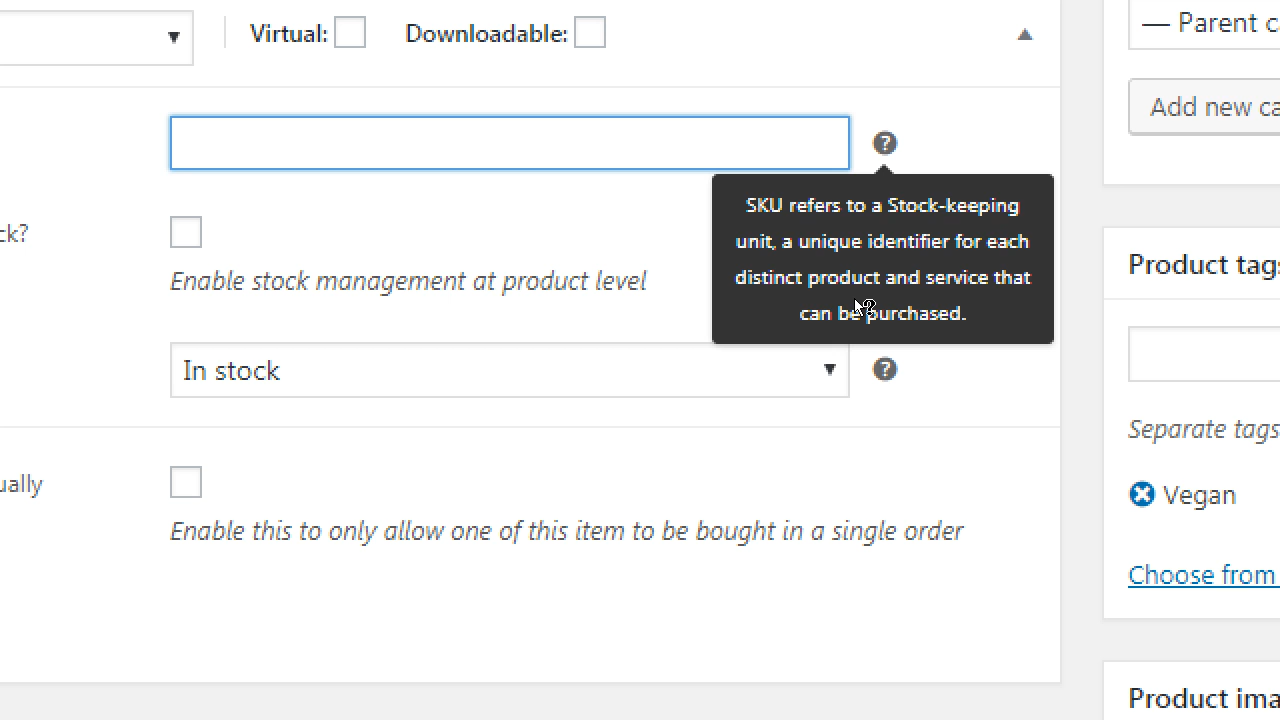 Virtual:
Downloadable:
SKU refers to a Stock-keeping
unit, a unique identifier for each
distinct product and service that
can be purchased.
ck?
Enable stock management at product level
In stock
ually
Enable this to only allow one of this item to be bought in a single order
— Parent ca
Add new ca
Product tags
Separate tags
Vegan
Choose from
Product ima